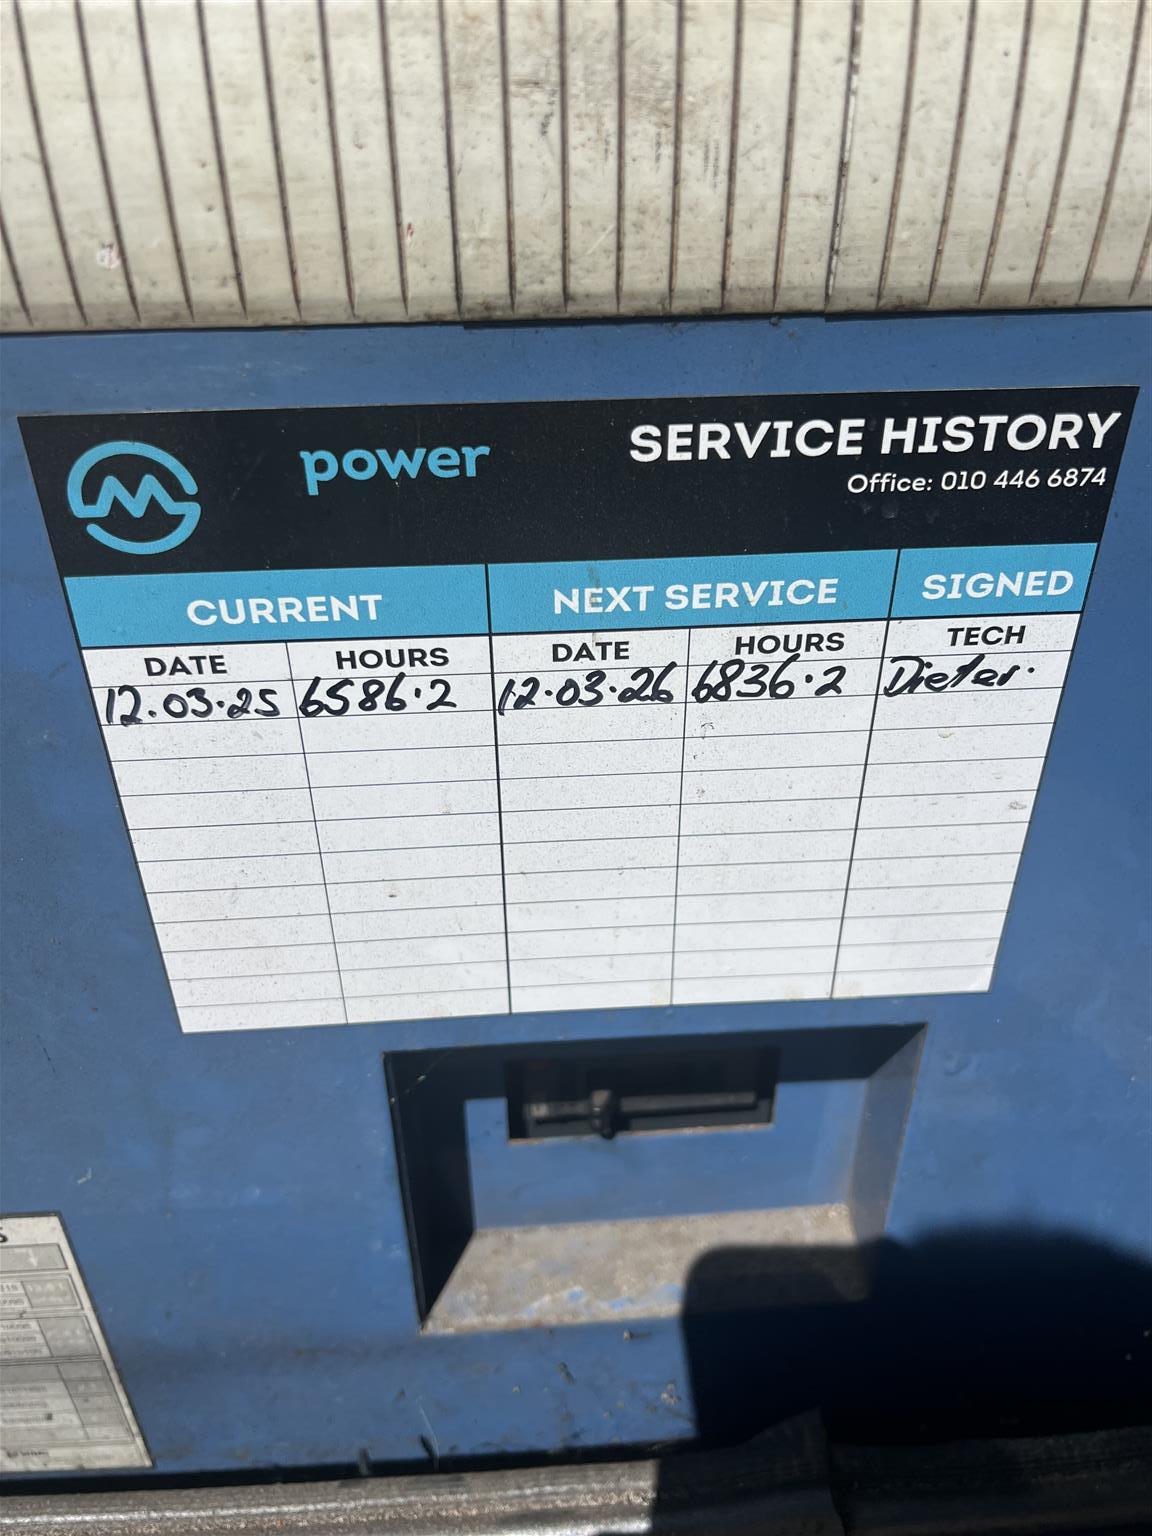 power
SERVICE HISTORY
Office: 010 446 6874
CURRENT NEXT SERVICE SIGNED
DATE HOURS DATE HOURS TECH
12.03.25 6586.2 12.03.26 6836.2 Dieter.